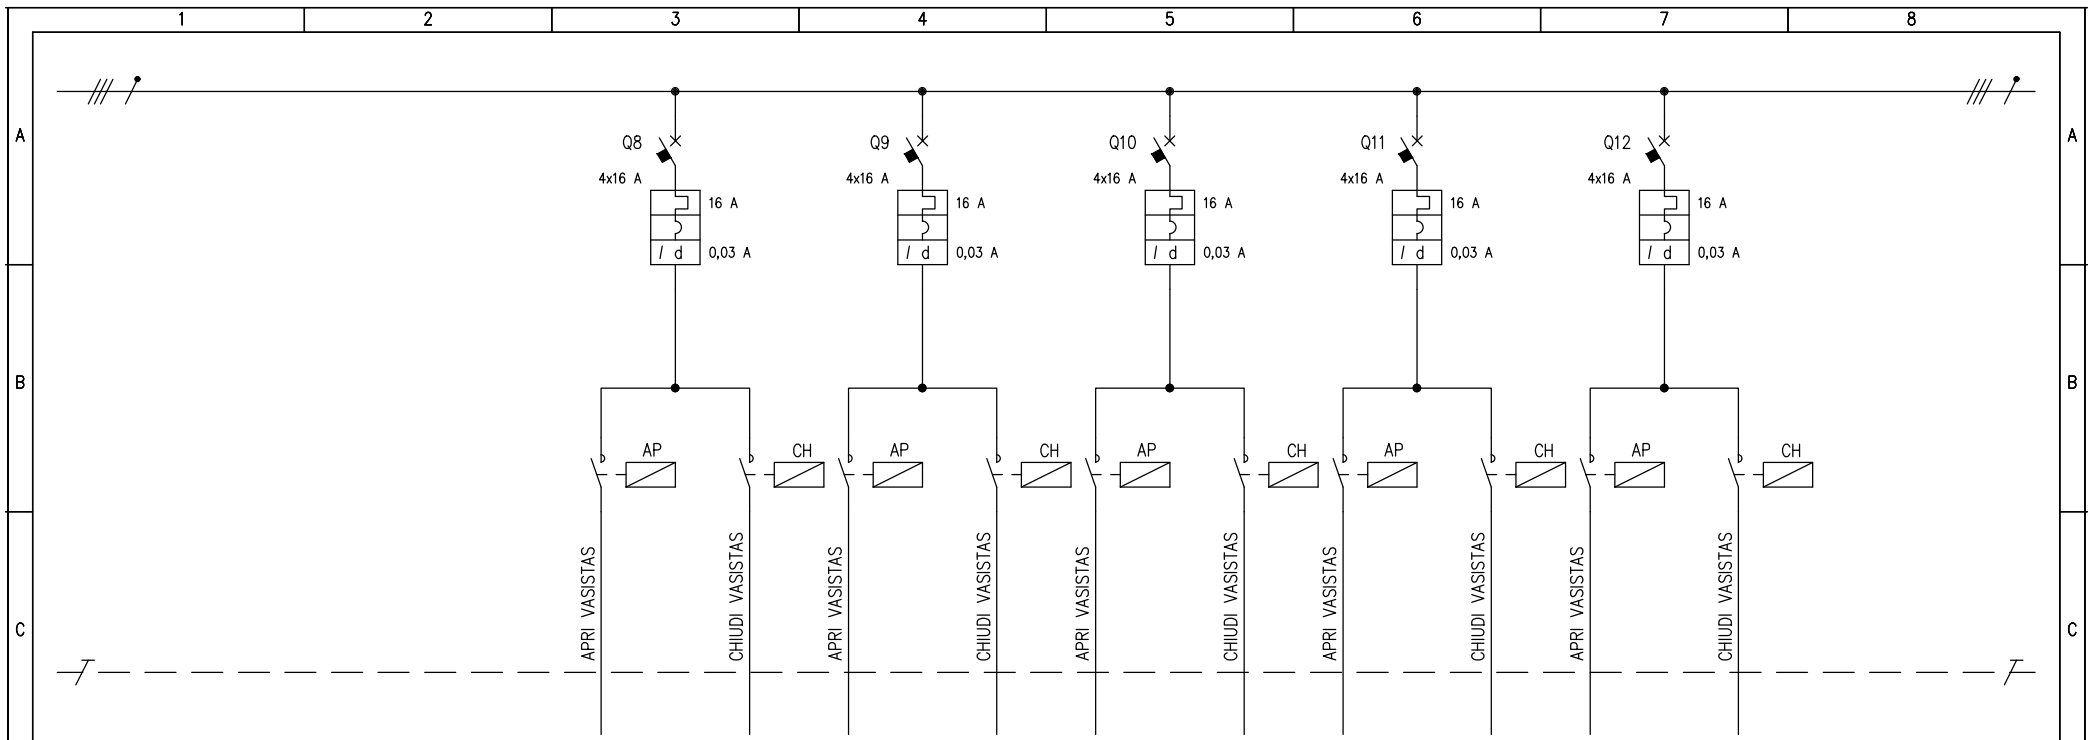 1 2 3 4 5 6 7 8
A A
Q8 Q9 Q10 Q11 Q12
4x16 A 4x16 A 4x16 A 4x16 A 4x16 A
16 A 16 A 16 A 16 A 16 A
I d I d I d I d I d
0,03 A 0,03 A 0,03 A 0,03 A 0,03 A
B B
AP CH AP CH AP CH AP CH AP CH
APRI VASISTAS
CHIUDI VASISTAS
APRI VASISTAS
CHIUDI VASISTAS
APRI VASISTAS
CHIUDI VASISTAS
APRI VASISTAS
CHIUDI VASISTAS
APRI VASISTAS
CHIUDI VASISTAS
C C